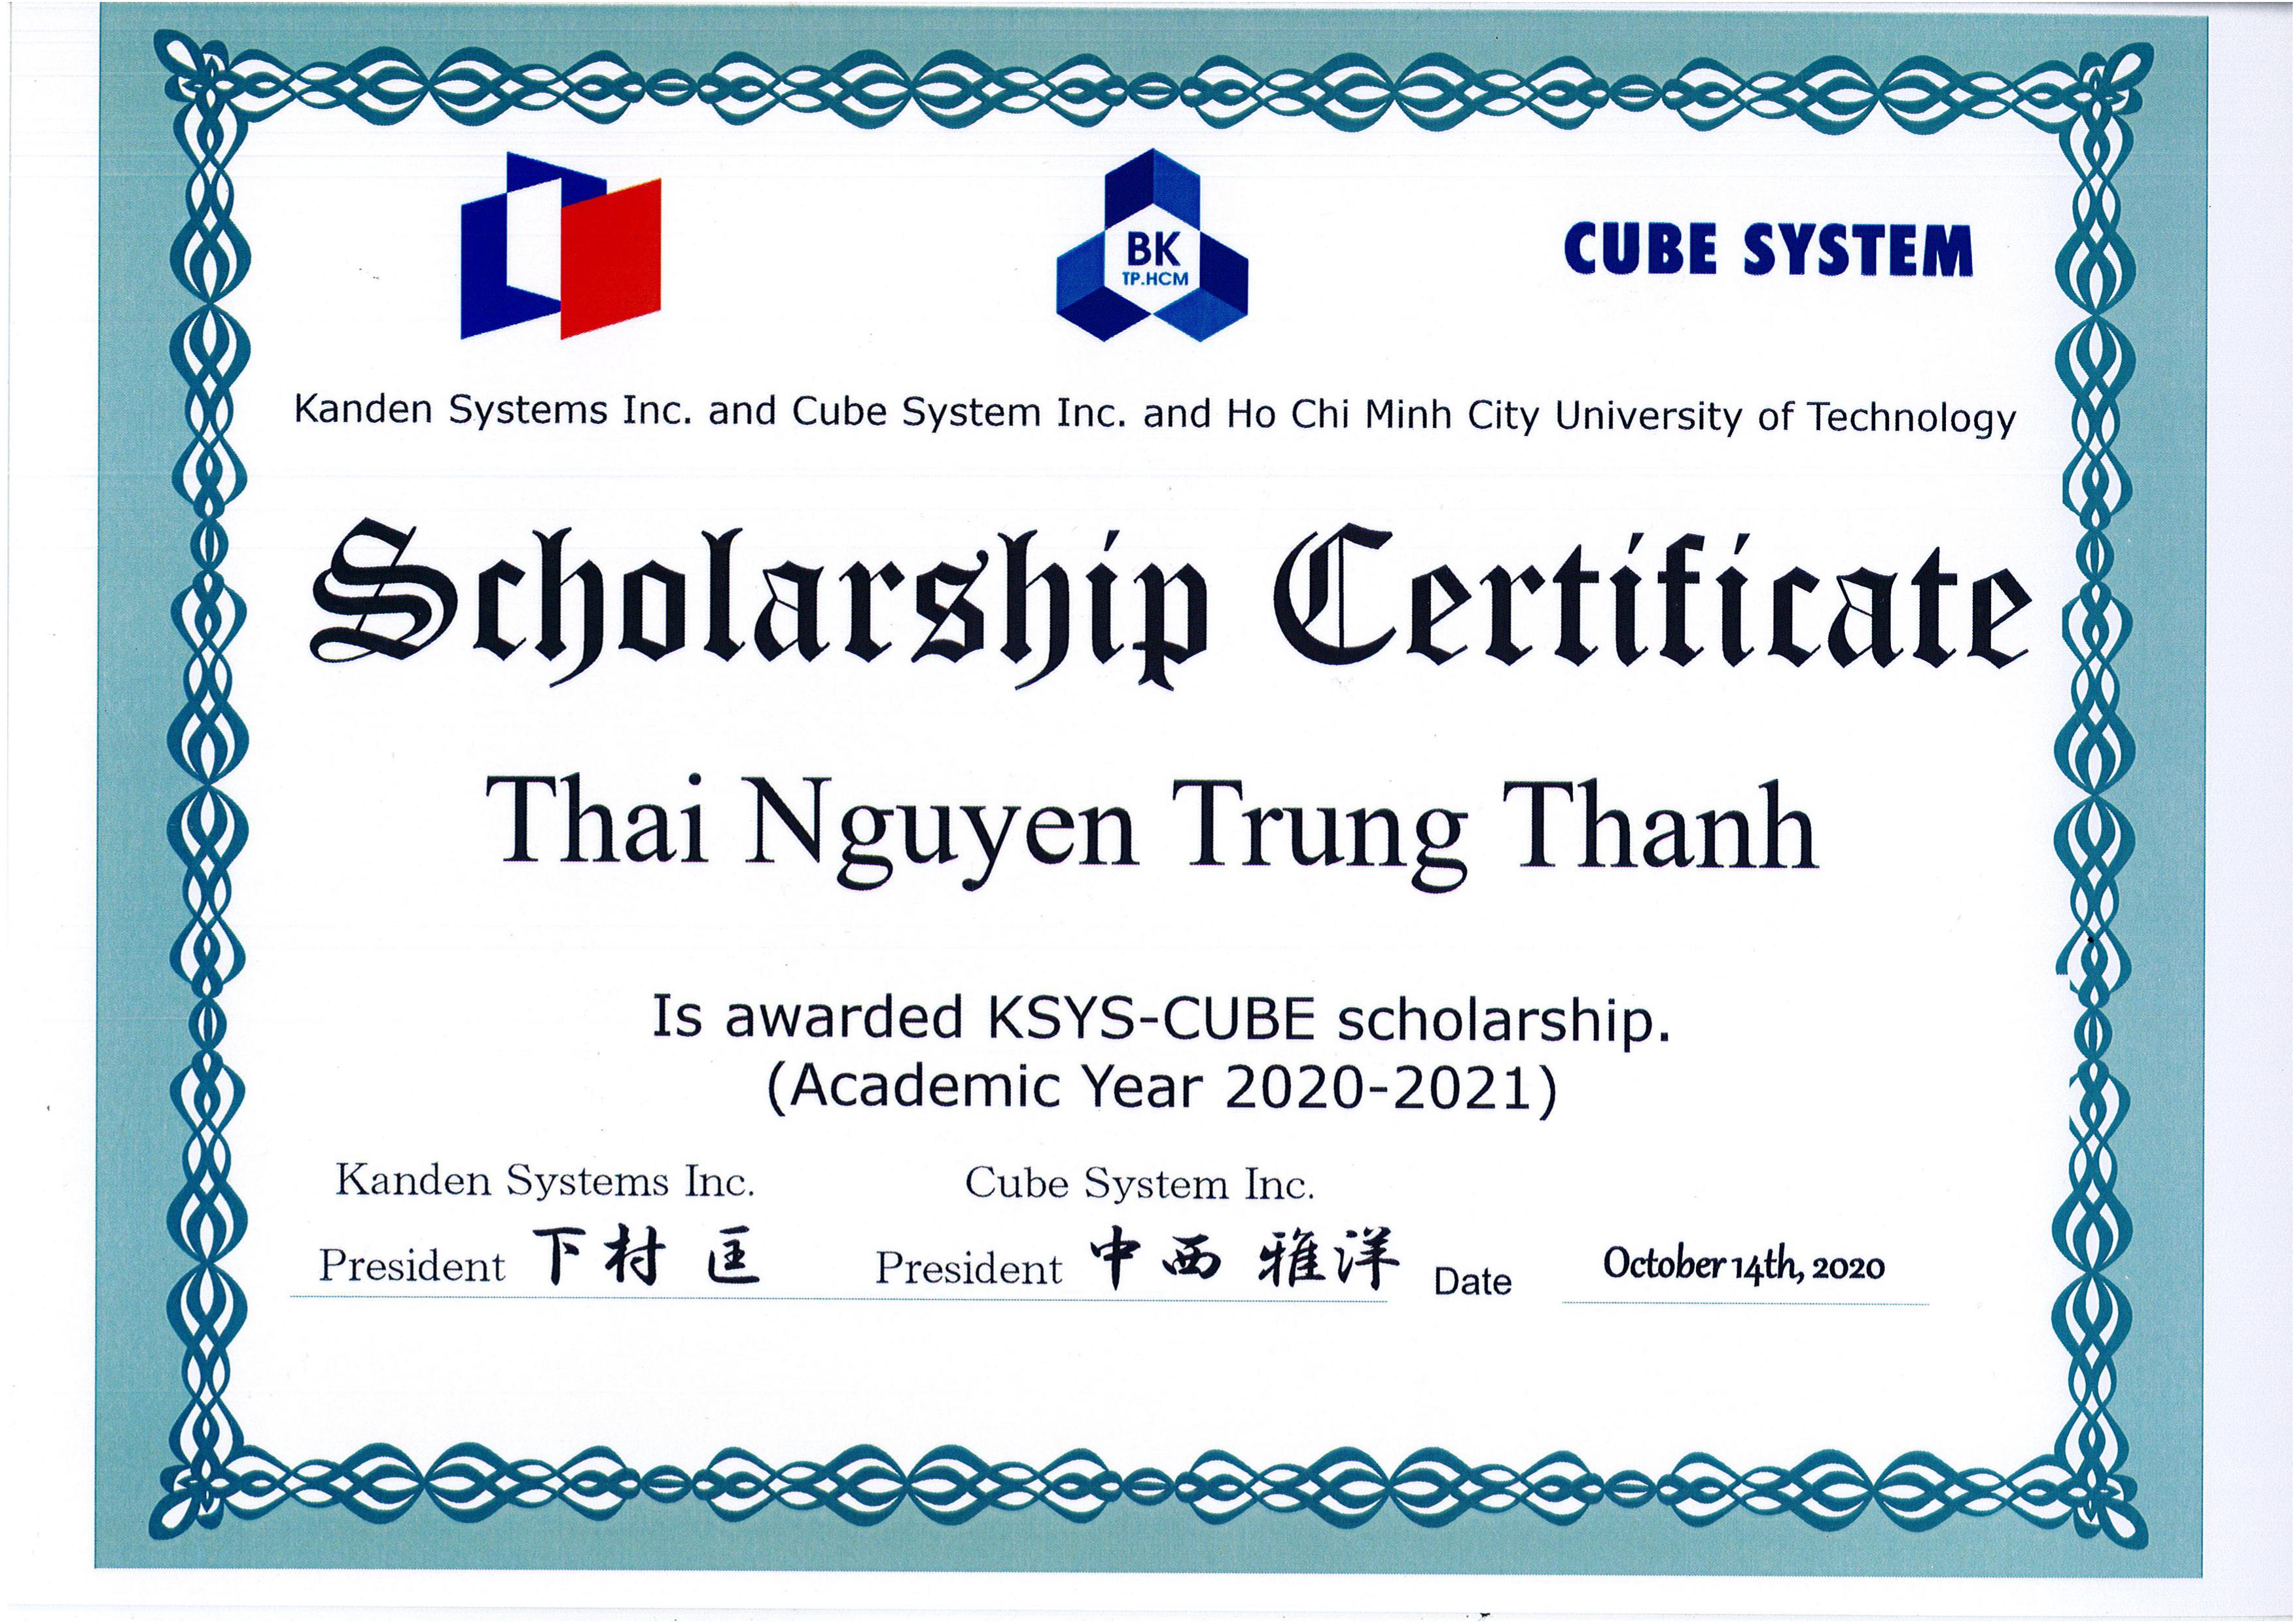 BK
TP.HCM
CUBE SYSTEM
Kanden Systems Inc. and Cube System Inc. and Ho Chi Minh City University of Technology
Scholarship Certificate
Thai Nguyen Trung Thanh
Is awarded KSYS-CUBE scholarship.
(Academic Year 2020-2021)
Kanden Systems Inc. Cube System Inc.
President 下村 匡 President 中西 雅洋 Date October 14th, 2020